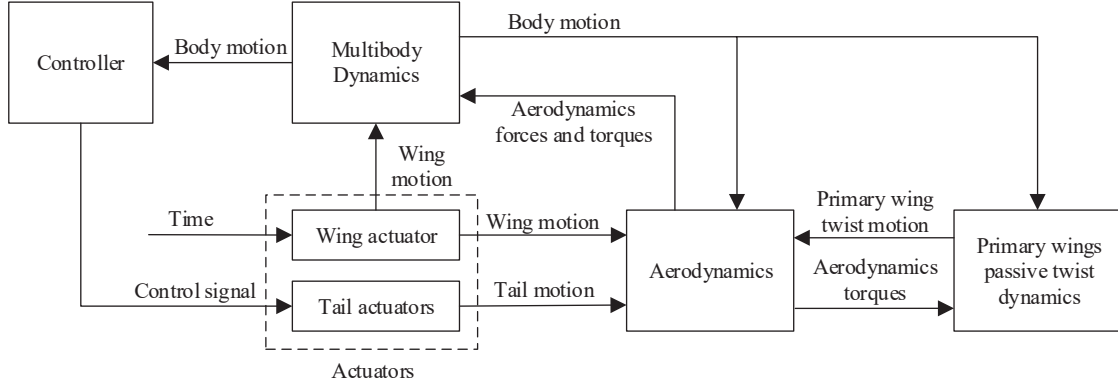 Controller
Body motion
Multibody
Dynamics
Body motion
Aerodynamics
forces and torques
Wing
motion
Time
Wing actuator
Wing motion
Control signal
Tail actuators
Tail motion
Actuators
Aerodynamics
Primary wing
twist motion
Aerodynamics
torques
Primary wings
passive twist
dynamics